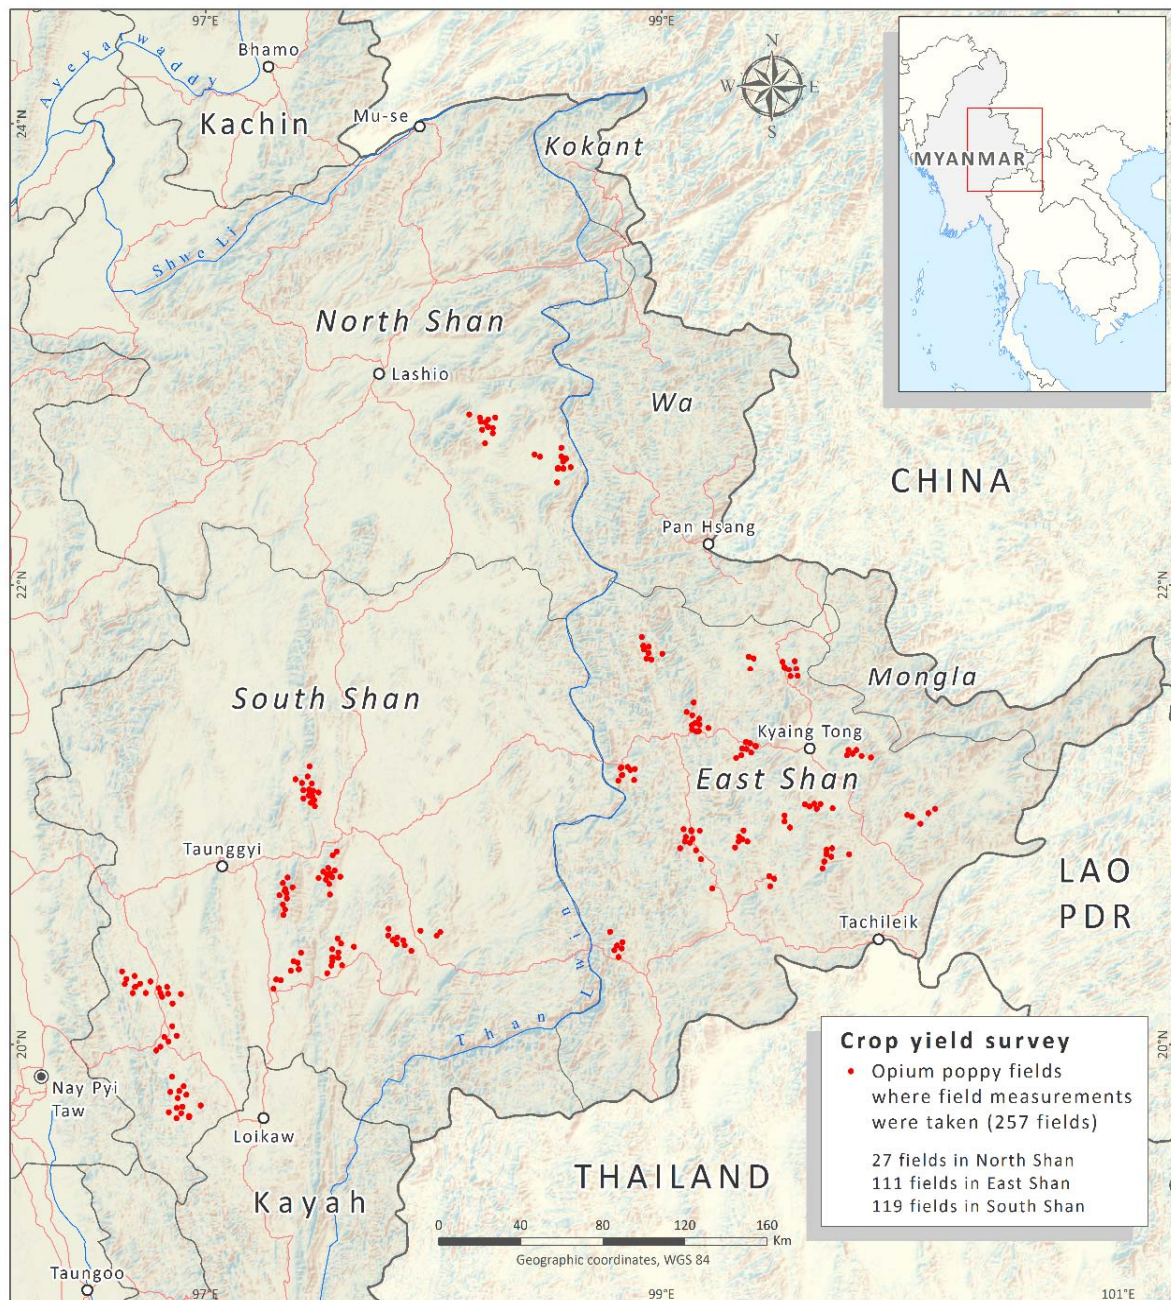 97°E
99°E
Bhamo
Ayeyarwaddy
N
W E
S
Kachin
Mu-se
24°N
Kokant
MYANMAR
Shwe Li
North Shan
Lashio
Wa
CHINA
Pan Hsang
22°N
22°N
Mongla
South Shan
Kyaing Tong
East Shan
Taunggyi
LAO
PDR
Tachileik
Than Lwin
20°N
20°N
Nay Pyi
Taw
Loikaw
Kayah
THAILAND
Taungoo
Crop yield survey
Opium poppy fields
where field measurements
were taken (257 fields)
27 fields in North Shan
111 fields in East Shan
119 fields in South Shan
0 40 80 120 160
Km
Geographic coordinates, WGS 84
97°E
99°E
101°E